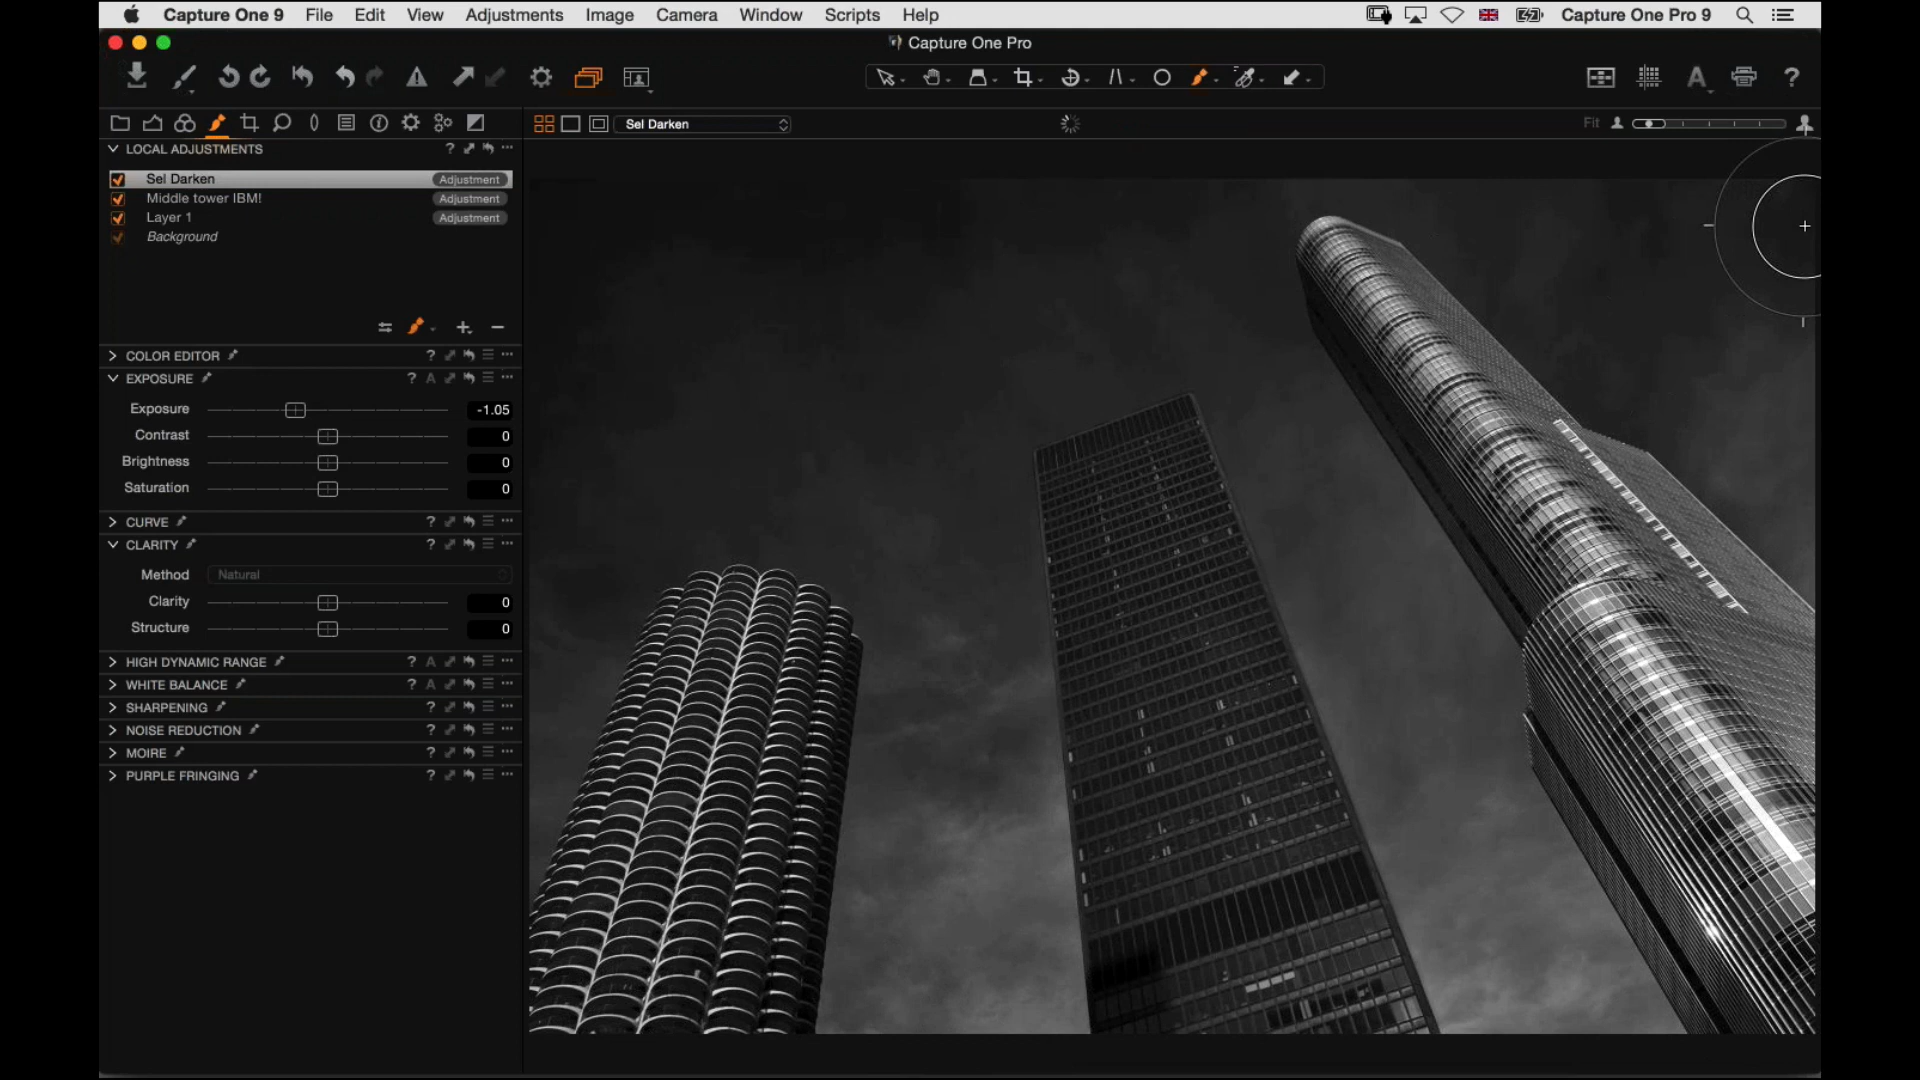 Capture One 9 File Edit View Adjustments Image Camera Window Scripts Help Capture One Pro 9
Capture One Pro
Sel Darken
Fit
LOCAL ADJUSTMENTS ?
Sel Darken Adjustment
Middle tower IBM! Adjustment
Layer 1 Adjustment
Background
COLOR EDITOR ?
EXPOSURE ? A
Exposure -1.05
Contrast 0
Brightness 0
Saturation 0
CURVE ?
CLARITY ?
Method Natural
Clarity 0
Structure 0
HIGH DYNAMIC RANGE ? A
WHITE BALANCE ? A
SHARPENING ?
NOISE REDUCTION ?
MOIRE ?
PURPLE FRINGING ?